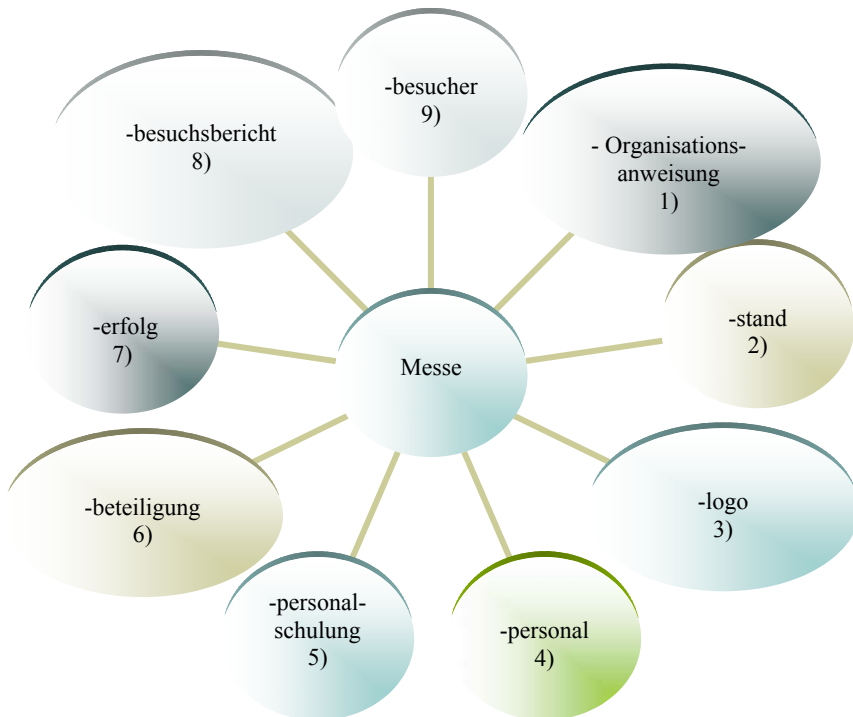 -besucher
9)
- Organisations-
anweisung
1)
-stand
2)
-logo
3)
-personal
4)
-personal-
schulung
5)
-beteiligung
6)
-erfolg
7)
-besuchsbericht
8)
Messe